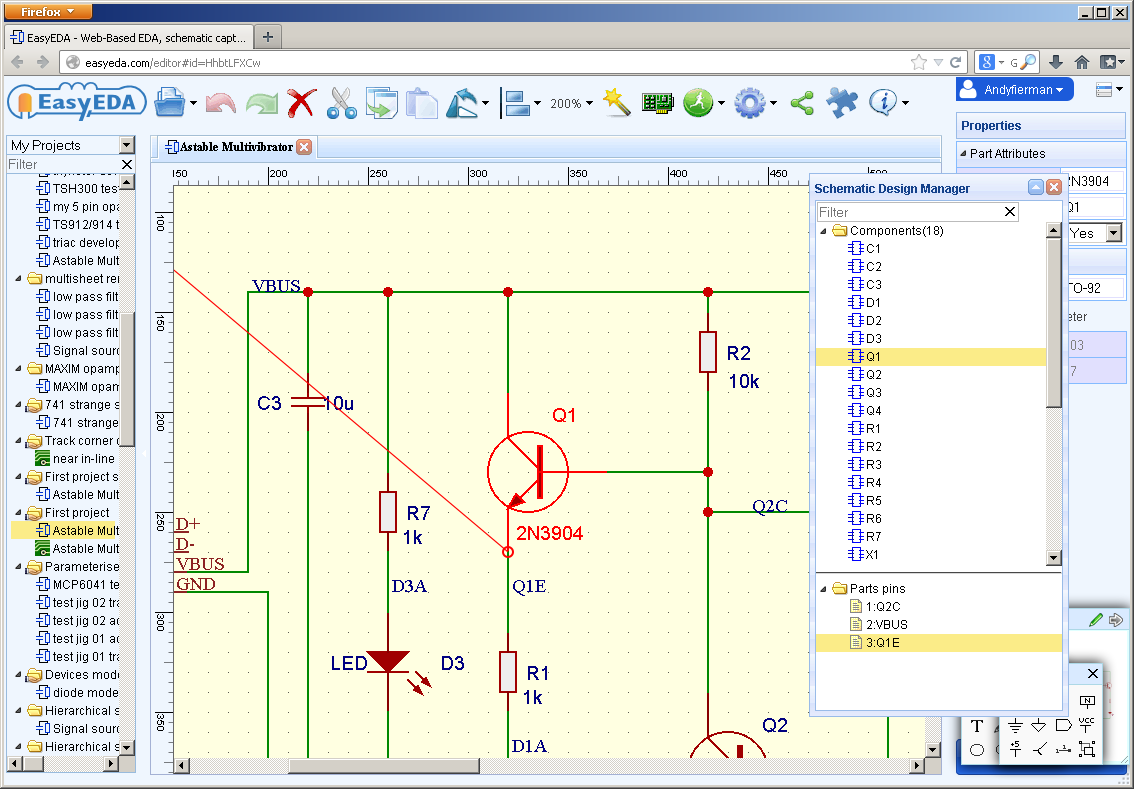 Firefox
EasyEDA - Web-Based EDA, schematic capt...
easyeda.com/editor#id=HhbtLFXCw
8
G
EasyEDA
200%
Andyfierman
My Projects
Filter
TSH300 tes
my 5 pin opa
TS912/914 t
triac develop
Astable Mult
multisheet re
low pass filt
low pass filt
low pass filt
Signal sourc
MAXIM opamp
MAXIM opam
741 strange s
741 strange
Track corner
near in-line
First project s
Astable Mult
First project
Astable Mult
Astable Mult
Parameterise
MCP6041 te
test jig 02 tra
test jig 02 ac
test jig 01 ac
test jig 01 tra
Devices mod
diode mode
Hierarchical s
Signal sourc
Hierarchical s
Astable Multivibrator
150
200
250
300
350
400
450
500
100
150
200
250
300
350
VBUS
C3
10u
R7
1k
D3A
LED
D3
D+
D-
VBUS
GND
Q1
2N3904
Q1E
R1
1k
D1A
R2
10k
Q2C
Q2
Properties
Part Attributes
2N3904
Q1
Yes
TO-92
eter
03
7
Schematic Design Manager
Filter
Components(18)
C1
C2
C3
D1
D2
D3
Q1
Q2
Q3
Q4
R1
R2
R3
R4
R5
R6
R7
X1
Parts pins
1:Q2C
2:VBUS
3:Q1E
N
T
VCC
+5